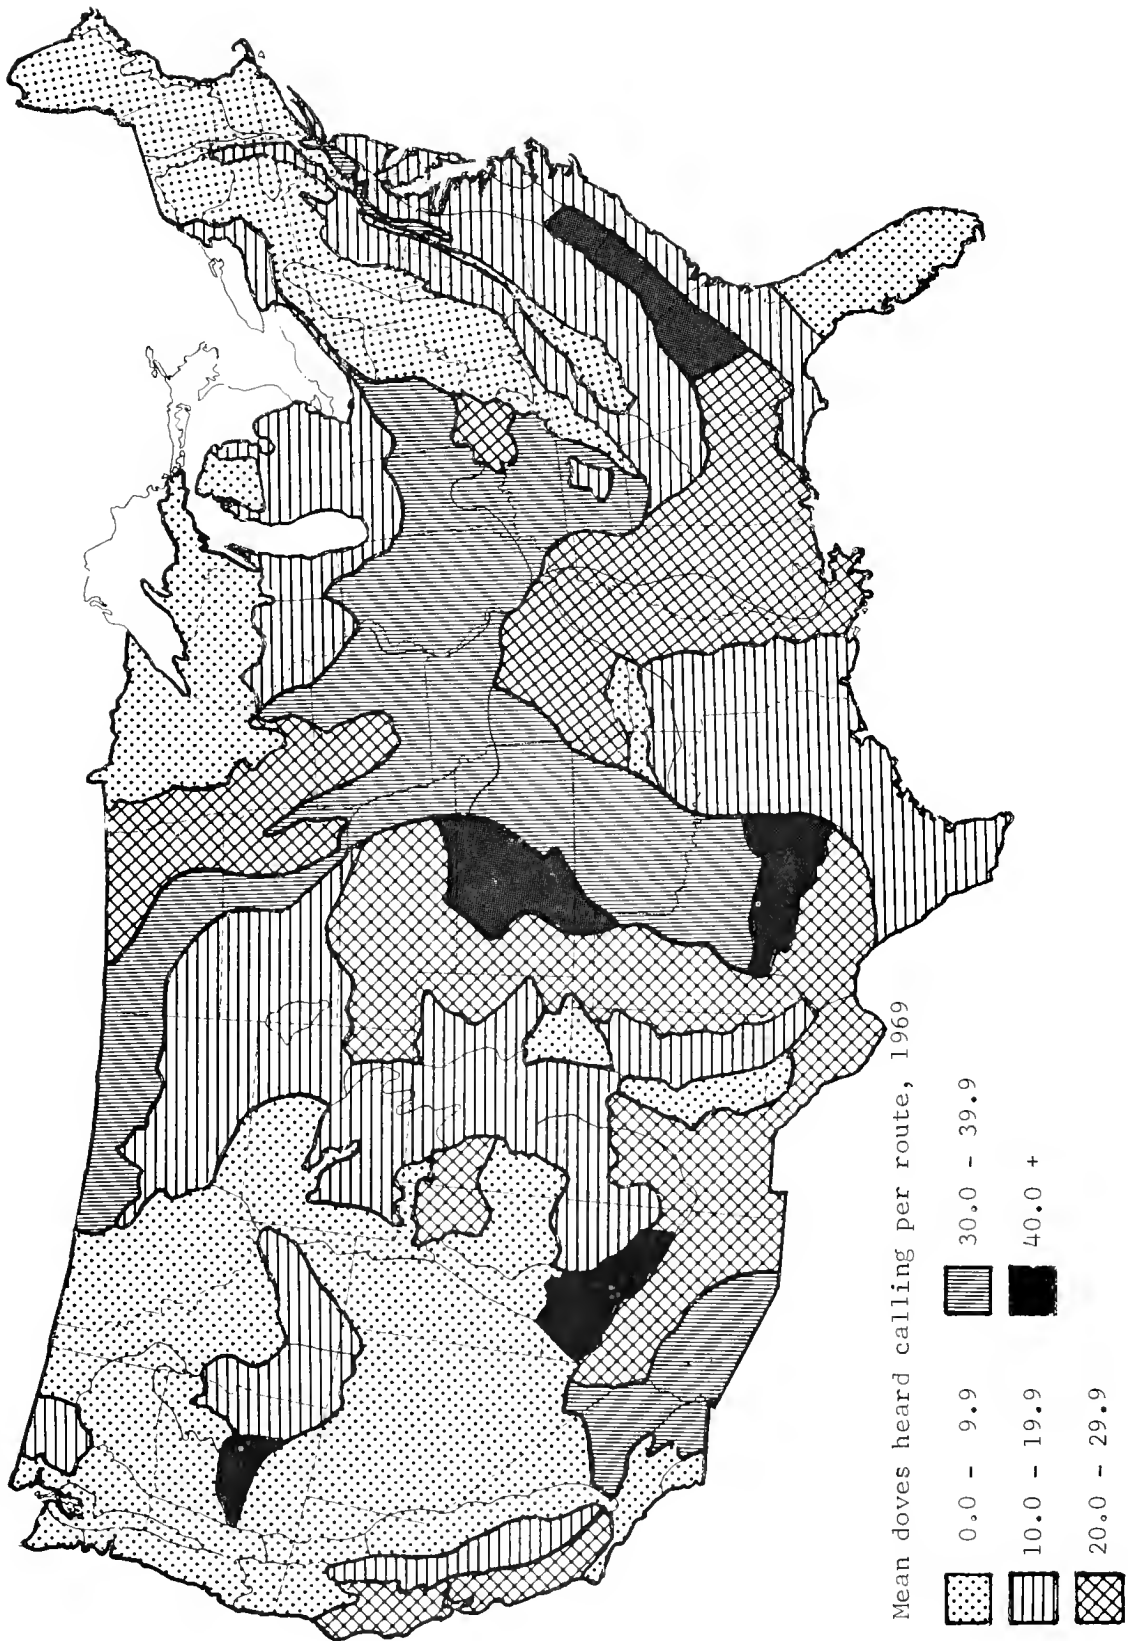 Mean doves heard calling per route, 1969
0.0 - 9.9
10.0 - 19.9
20.0 - 29.9
30.0 - 39.9
40.0 +